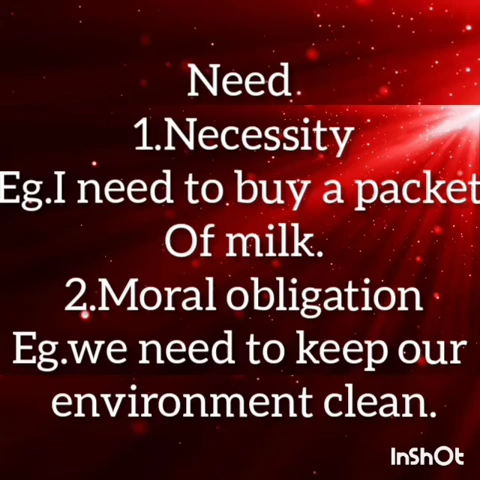 Need
1.Necessity
Eg.I need to buy a packet
Of milk.
2.Moral obligation
Eg.we need to keep our
environment clean.
InShOt